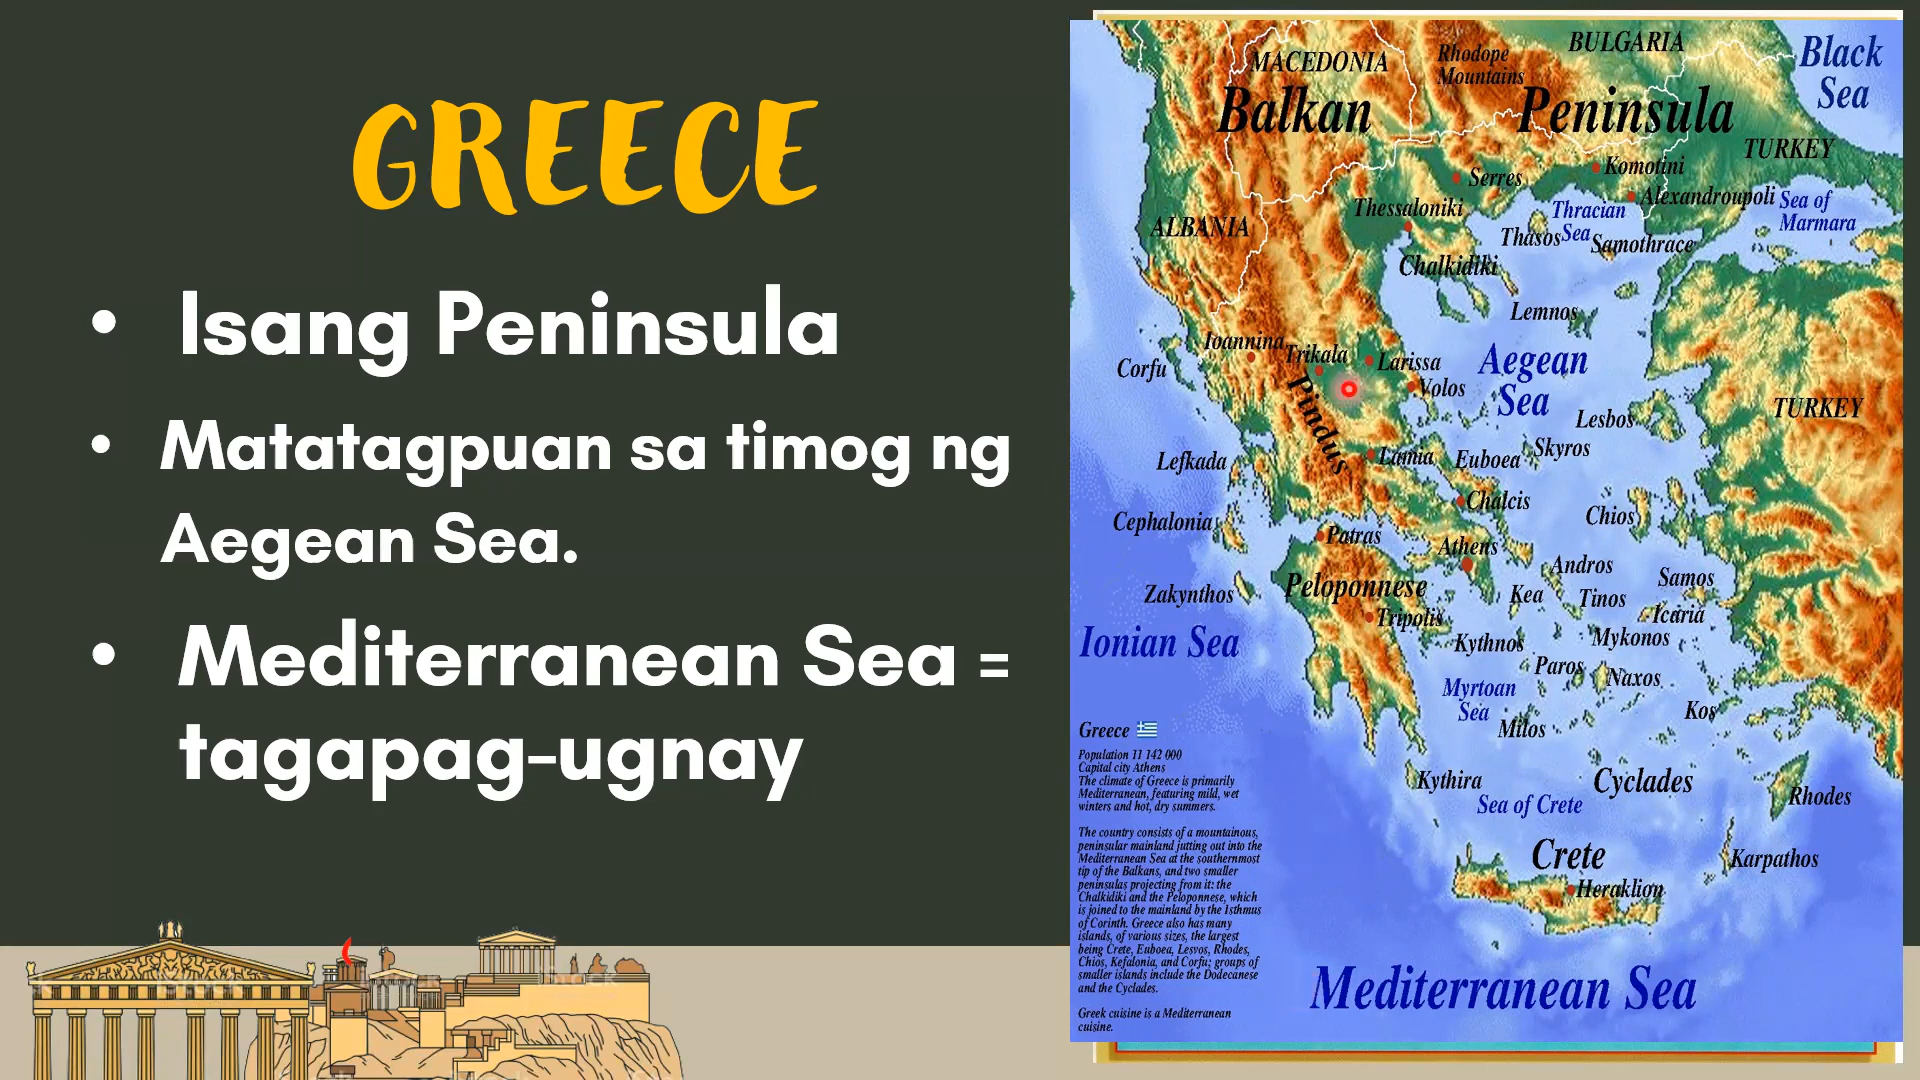 GREECE
• Isang Peninsula
• Matatagpuan sa timog ng
Aegean Sea.
• Mediterranean Sea =
tagapag-ugnay
BULGARIA
Black
Sea
MACEDONIA
Rhodope
Mountains
Balkan Peninsula
TURKEY
Komotini
Serres
Alexandroupoli
Sea of
Marmara
Thessaloniki
Thracian
Sea
ALBANIA
Thasos
Samothrace
Chalkidiki
Lemnos
Ioannina
Trikala
Larissa
Corfu
Aegean
Sea
Volos
Pindus
TURKEY
Lesbos
Skyros
Lefkada
Lamia
Euboea
Chalcis
Cephalonia
Chios
Patras
Athens
Andros
Samos
Peloponnese
Zakynthos
Kea
Tinos
Icaria
Tripolis
Ionian Sea
Kythnos
Mykonos
Paros
Naxos
Myrtoan
Sea
Kos
Milos
Kythira
Cyclades
Sea of Crete
Rhodes
Crete
Karpathos
Heraklion
Mediterranean Sea
Greece
Population 11 142 000
Capital city Athens
The climate of Greece is primarily
Mediterranean, featuring mild, wet
winters and hot, dry summers.
The country consists of a mountainous,
peninsular mainland jutting out into the
Mediterranean Sea at the southernmost
tip of the Balkans, and two smaller
peninsulas projecting from it: the
Chalkidiki and the Peloponnese, which
is joined to the mainland by the Isthmus
of Corinth. Greece also has many
islands, of various sizes, the largest
being Crete, Euboea, Lesvos, Rhodes,
Chios, Kefalonia, and Corfu; groups of
smaller islands include the Dodecanese
and the Cyclades.
Greek cuisine is a Mediterranean
cuisine.
iStock
iStock